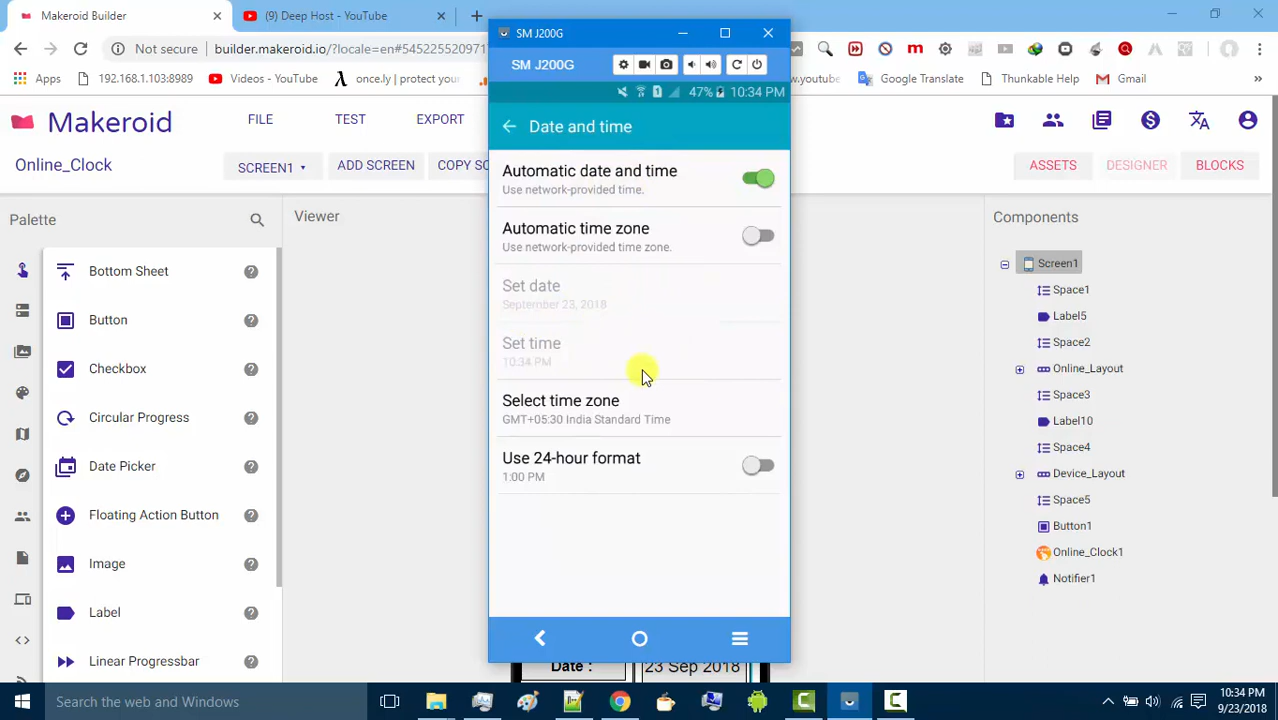 Makeroid Builder
(9) Deep Host - YouTube
Not secure
builder.makeroid.io/?locale=en#5452255209717
Apps
192.168.1.103:8989
Videos - YouTube
once.ly | protect your
youtube
Google Translate
Thunkable Help
Gmail
SM J200G
SM J200G
47%
10:34 PM
Date and time
Automatic date and time
Use network-provided time.
Automatic time zone
Use network-provided time zone.
Set date
September 23, 2018
Set time
10:34 PM
Select time zone
GMT+05:30 India Standard Time
Use 24-hour format
1:00 PM
Makeroid
FILE
TEST
EXPORT
Online_Clock
SCREEN1
ADD SCREEN
COPY SC
ASSETS
DESIGNER
BLOCKS
Palette
Viewer
Components
Bottom Sheet
Button
Checkbox
Circular Progress
Date Picker
Floating Action Button
Image
Label
Linear Progressbar
Screen1
Space1
Label5
Space2
Online_Layout
Space3
Label10
Space4
Device_Layout
Space5
Button1
Online_Clock1
Notifier1
Date :
23 Sep 2018
Search the web and Windows
10:34 PM
9/23/2018